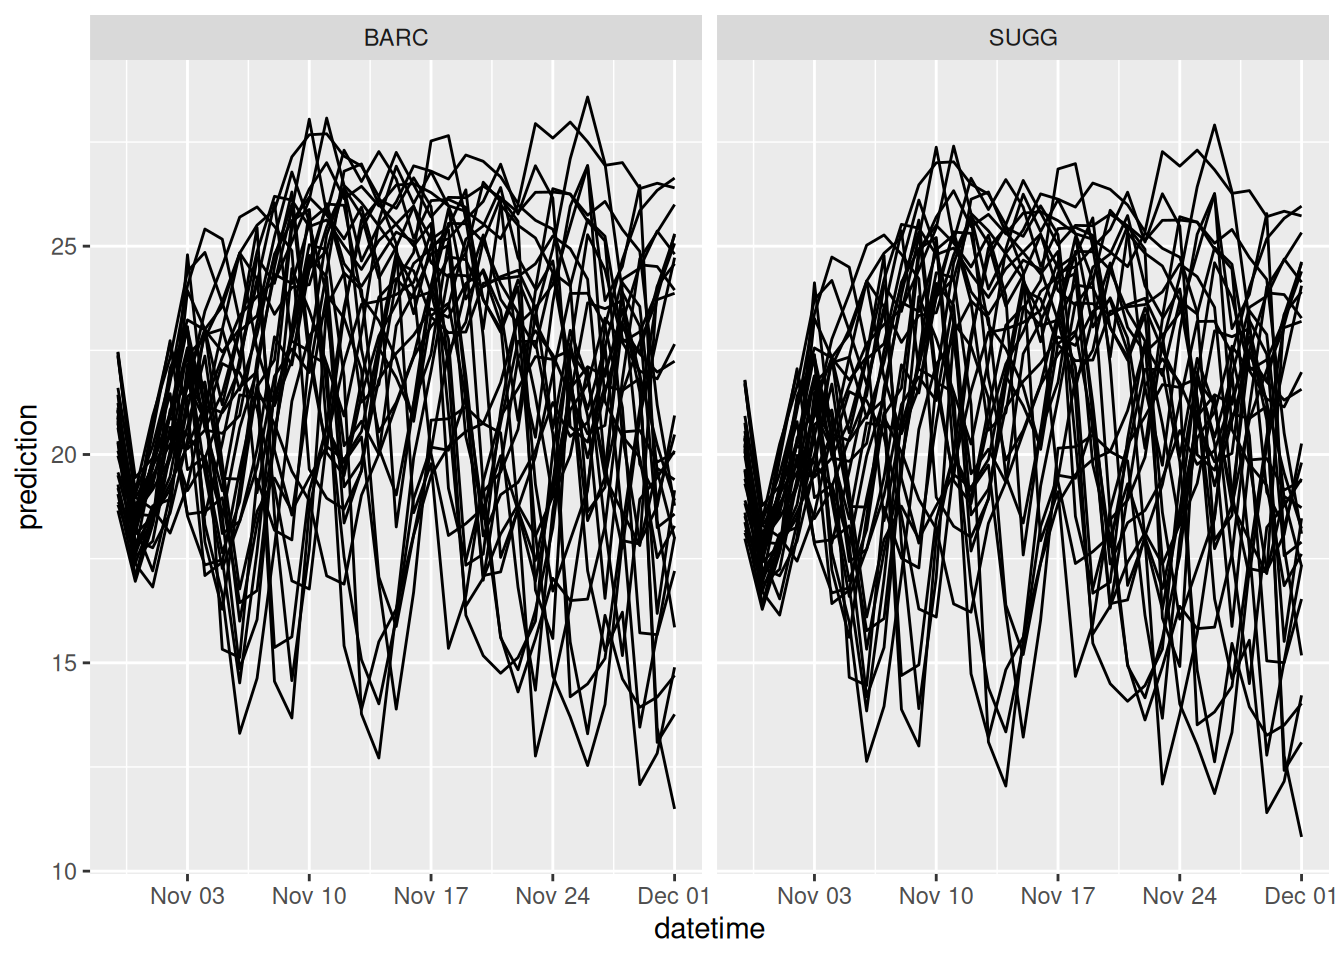 BARC
SUGG
prediction
25
20
15
10
Nov 03
Nov 10
Nov 17
Nov 24
Dec 01
Nov 03
Nov 10
Nov 17
Nov 24
Dec 01
datetime